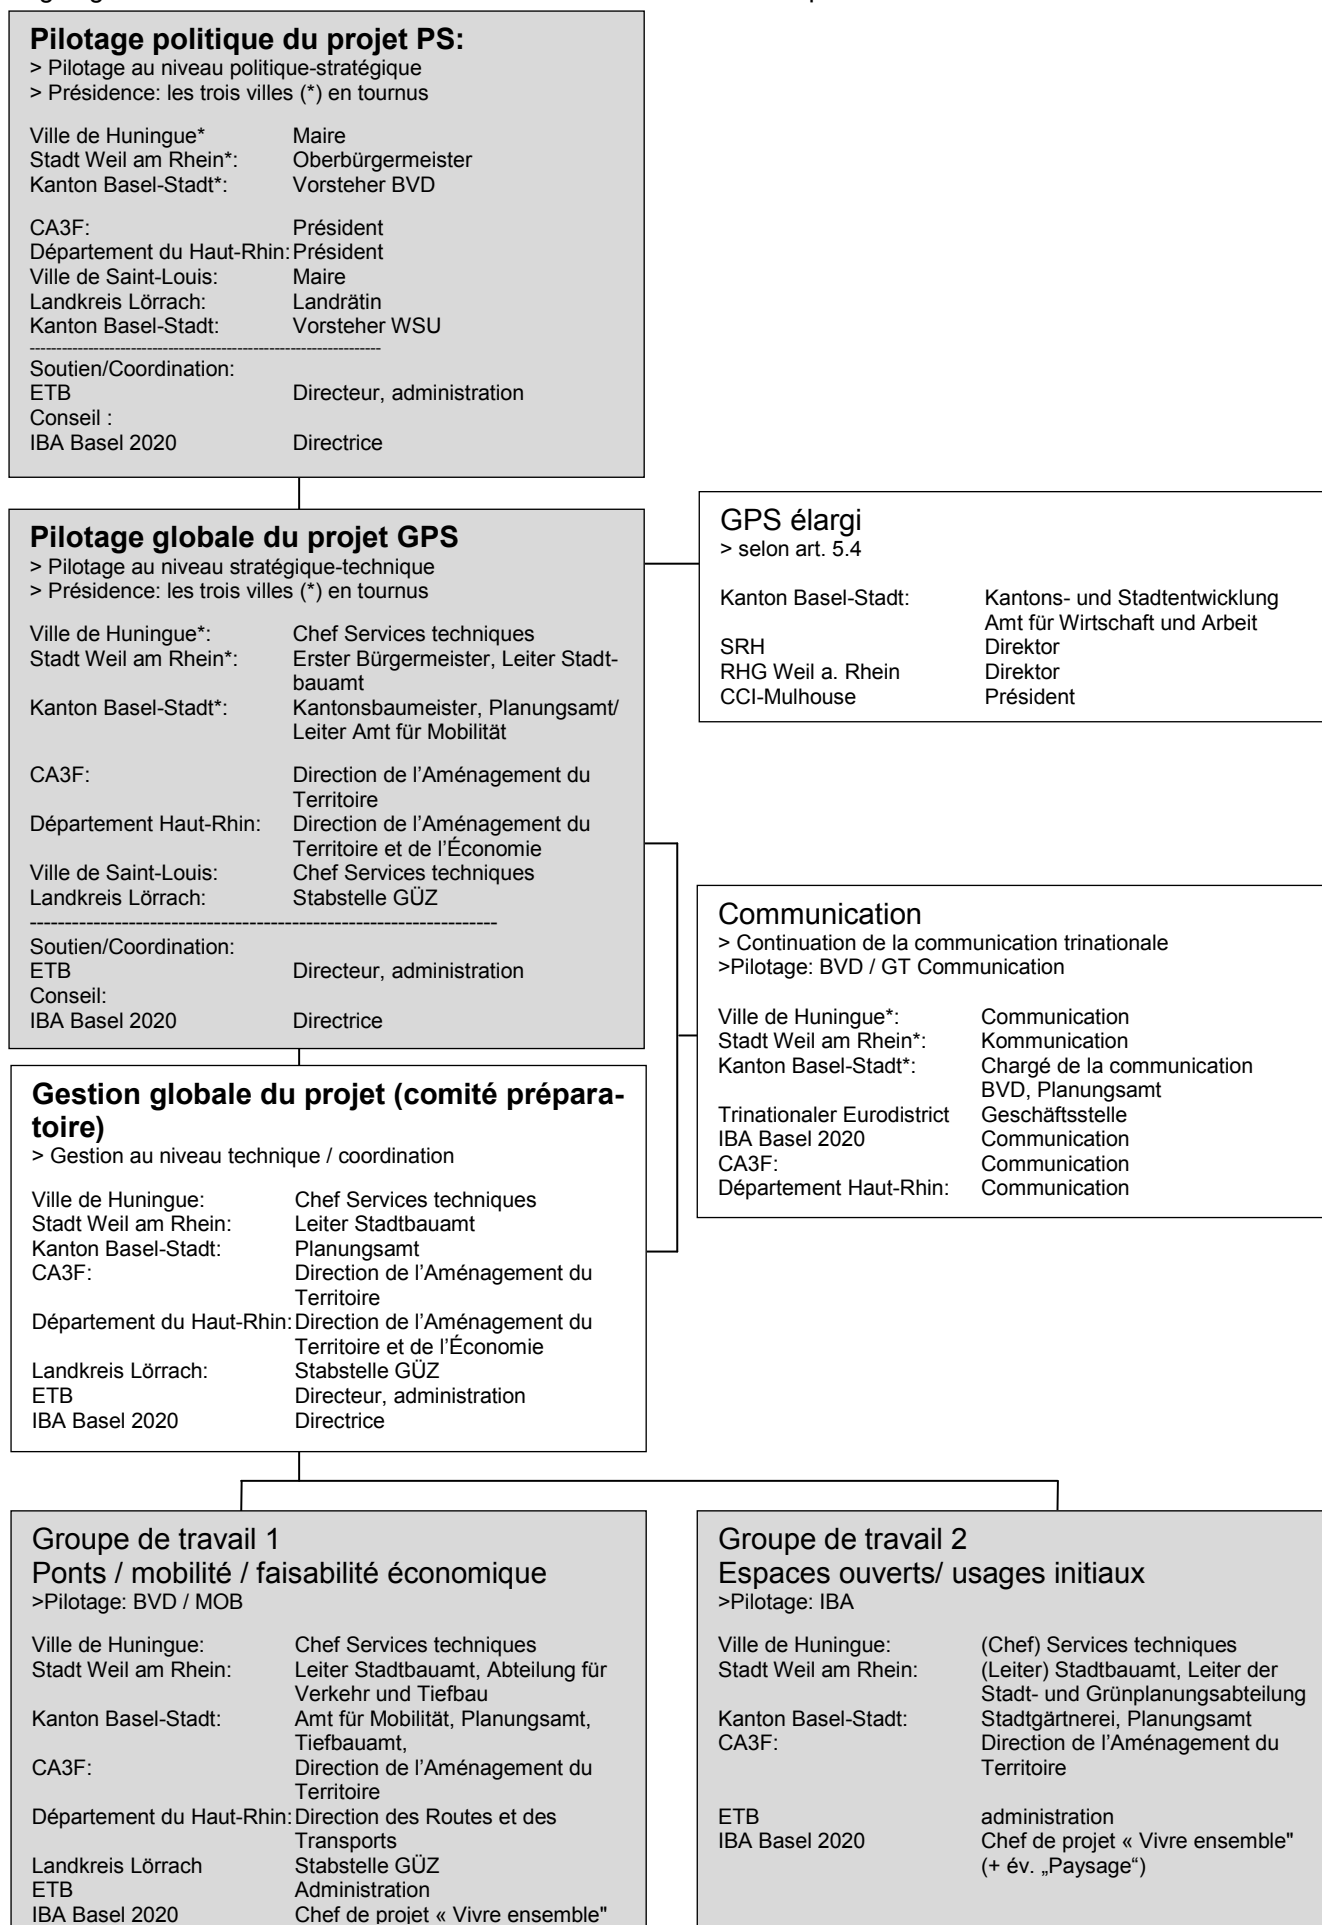 Pilotage politique du projet PS:
> Pilotage au niveau politique-stratégique
> Présidence: les trois villes (*) en tournus
Ville de Huningue* Maire
Stadt Weil am Rhein*: Oberbürgermeister
Kanton Basel-Stadt*: Vorsteher BVD
CA3F: Président
Département du Haut-Rhin: Président
Ville de Saint-Louis: Maire
Landkreis Lörrach: Landrätin
Kanton Basel-Stadt: Vorsteher WSU
------------------------------------------------------------------
Soutien/Coordination:
ETB Directeur, administration
Conseil :
IBA Basel 2020 Directrice
Pilotage globale du projet GPS
> Pilotage au niveau stratégique-technique
> Présidence: les trois villes (*) en tournus
Ville de Huningue*: Chef Services techniques
Stadt Weil am Rhein*: Erster Bürgermeister, Leiter Stadt-
bauamt
Kanton Basel-Stadt*: Kantonsbaumeister, Planungsamt/
Leiter Amt für Mobilität
CA3F: Direction de l’Aménagement du
Territoire
Département Haut-Rhin: Direction de l’Aménagement du
Territoire et de l’Économie
Ville de Saint-Louis: Chef Services techniques
Landkreis Lörrach: Stabstelle GÜZ
------------------------------------------------------------------
Soutien/Coordination:
ETB Directeur, administration
Conseil:
IBA Basel 2020 Directrice
GPS élargi
> selon art. 5.4
Kanton Basel-Stadt: Kantons- und Stadtentwicklung
Amt für Wirtschaft und Arbeit
SRH Direktor
RHG Weil a. Rhein Direktor
CCI-Mulhouse Président
Communication
> Continuation de la communication trinationale
>Pilotage: BVD / GT Communication
Ville de Huningue*: Communication
Stadt Weil am Rhein*: Kommunication
Kanton Basel-Stadt*: Chargé de la communication
BVD, Planungsamt
Trinationaler Eurodistrict Geschäftsstelle
IBA Basel 2020 Communication
CA3F: Communication
Département Haut-Rhin: Communication
Gestion globale du projet (comité prépara-
toire)
> Gestion au niveau technique / coordination
Ville de Huningue: Chef Services techniques
Stadt Weil am Rhein: Leiter Stadtbauamt
Kanton Basel-Stadt: Planungsamt
CA3F: Direction de l’Aménagement du
Territoire
Département du Haut-Rhin: Direction de l’Aménagement du
Territoire et de l’Économie
Landkreis Lörrach: Stabstelle GÜZ
ETB Directeur, administration
IBA Basel 2020 Directrice
Groupe de travail 1
Ponts / mobilité / faisabilité économique
>Pilotage: BVD / MOB
Ville de Huningue: Chef Services techniques
Stadt Weil am Rhein: Leiter Stadtbauamt, Abteilung für
Verkehr und Tiefbau
Kanton Basel-Stadt: Amt für Mobilität, Planungsamt,
Tiefbauamt,
CA3F: Direction de l’Aménagement du
Territoire
Département du Haut-Rhin: Direction des Routes et des
Transports
Landkreis Lörrach Stabstelle GÜZ
ETB Administration
IBA Basel 2020 Chef de projet « Vivre ensemble"
Groupe de travail 2
Espaces ouverts/ usages initiaux
>Pilotage: IBA
Ville de Huningue: (Chef) Services techniques
Stadt Weil am Rhein: (Leiter) Stadtbauamt, Leiter der
Stadt- und Grünplanungsabteilung
Kanton Basel-Stadt: Stadtgärtnerei, Planungsamt
CA3F: Direction de l’Aménagement du
Territoire
ETB administration
IBA Basel 2020 Chef de projet « Vivre ensemble"
(+ év. „Paysage“)